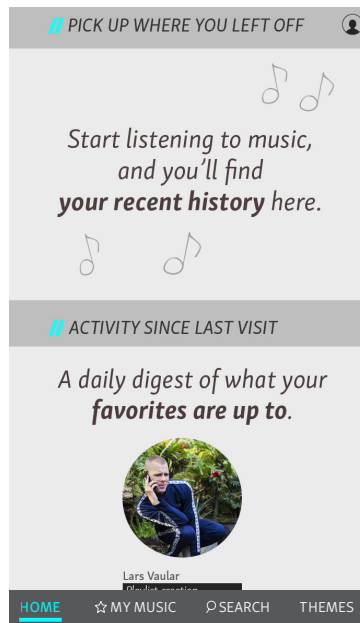 // PICK UP WHERE YOU LEFT OFF
Start listening to music,
and you'll find
your recent history here.
// ACTIVITY SINCE LAST VISIT
A daily digest of what your
favorites are up to.
Lars Vaular
Playlist creation
HOME
MY MUSIC
SEARCH
THEMES